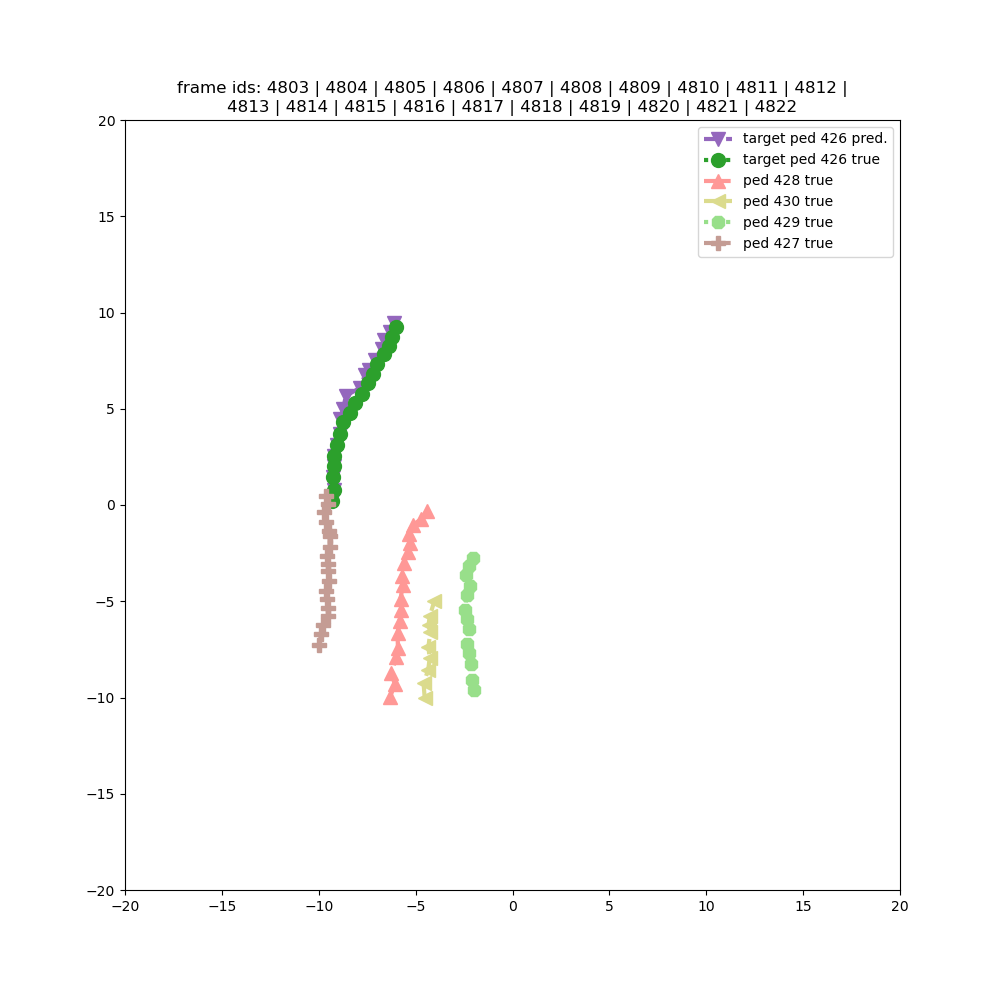 frame ids: 4803 | 4804 | 4805 | 4806 | 4807 | 4808 | 4809 | 4810 | 4811 | 4812 |
4813 | 4814 | 4815 | 4816 | 4817 | 4818 | 4819 | 4820 | 4821 | 4822
target ped 426 pred.
target ped 426 true
ped 428 true
ped 430 true
ped 429 true
ped 427 true
20
15
10
5
0
−5
−10
−15
−20
−20 −15 −10 −5 0 5 10 15 20